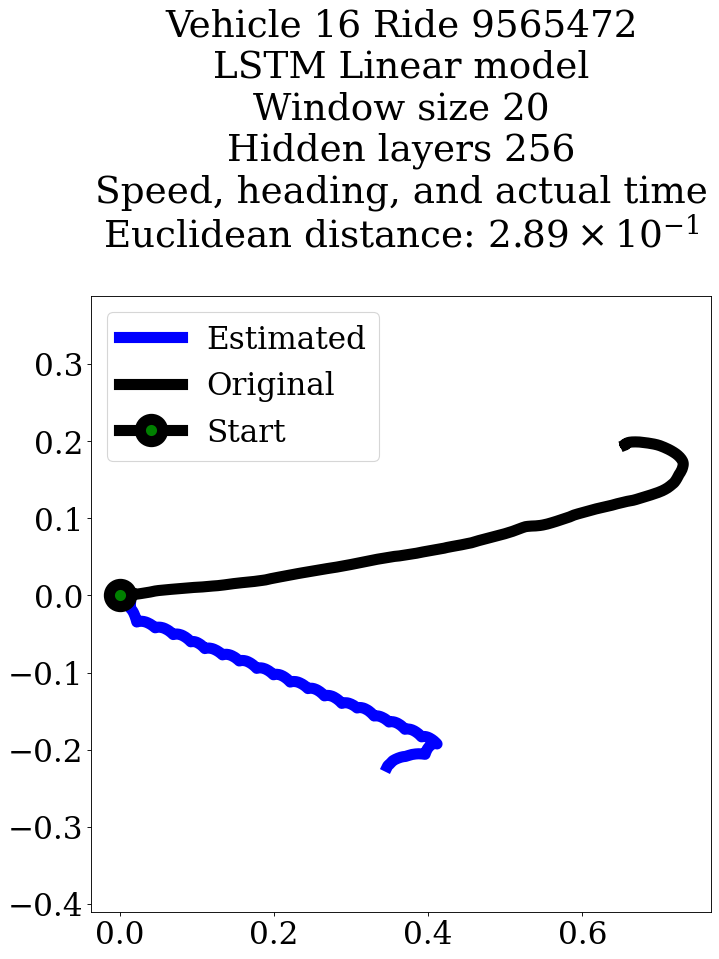 Vehicle 16 Ride 9565472
LSTM Linear model
Window size 20
Hidden layers 256
Speed, heading, and actual time
Euclidean distance: 2.89 × 10⁻¹
Estimated
Original
Start
0.3
0.2
0.1
0.0
−0.1
−0.2
−0.3
−0.4
0.0 0.2 0.4 0.6